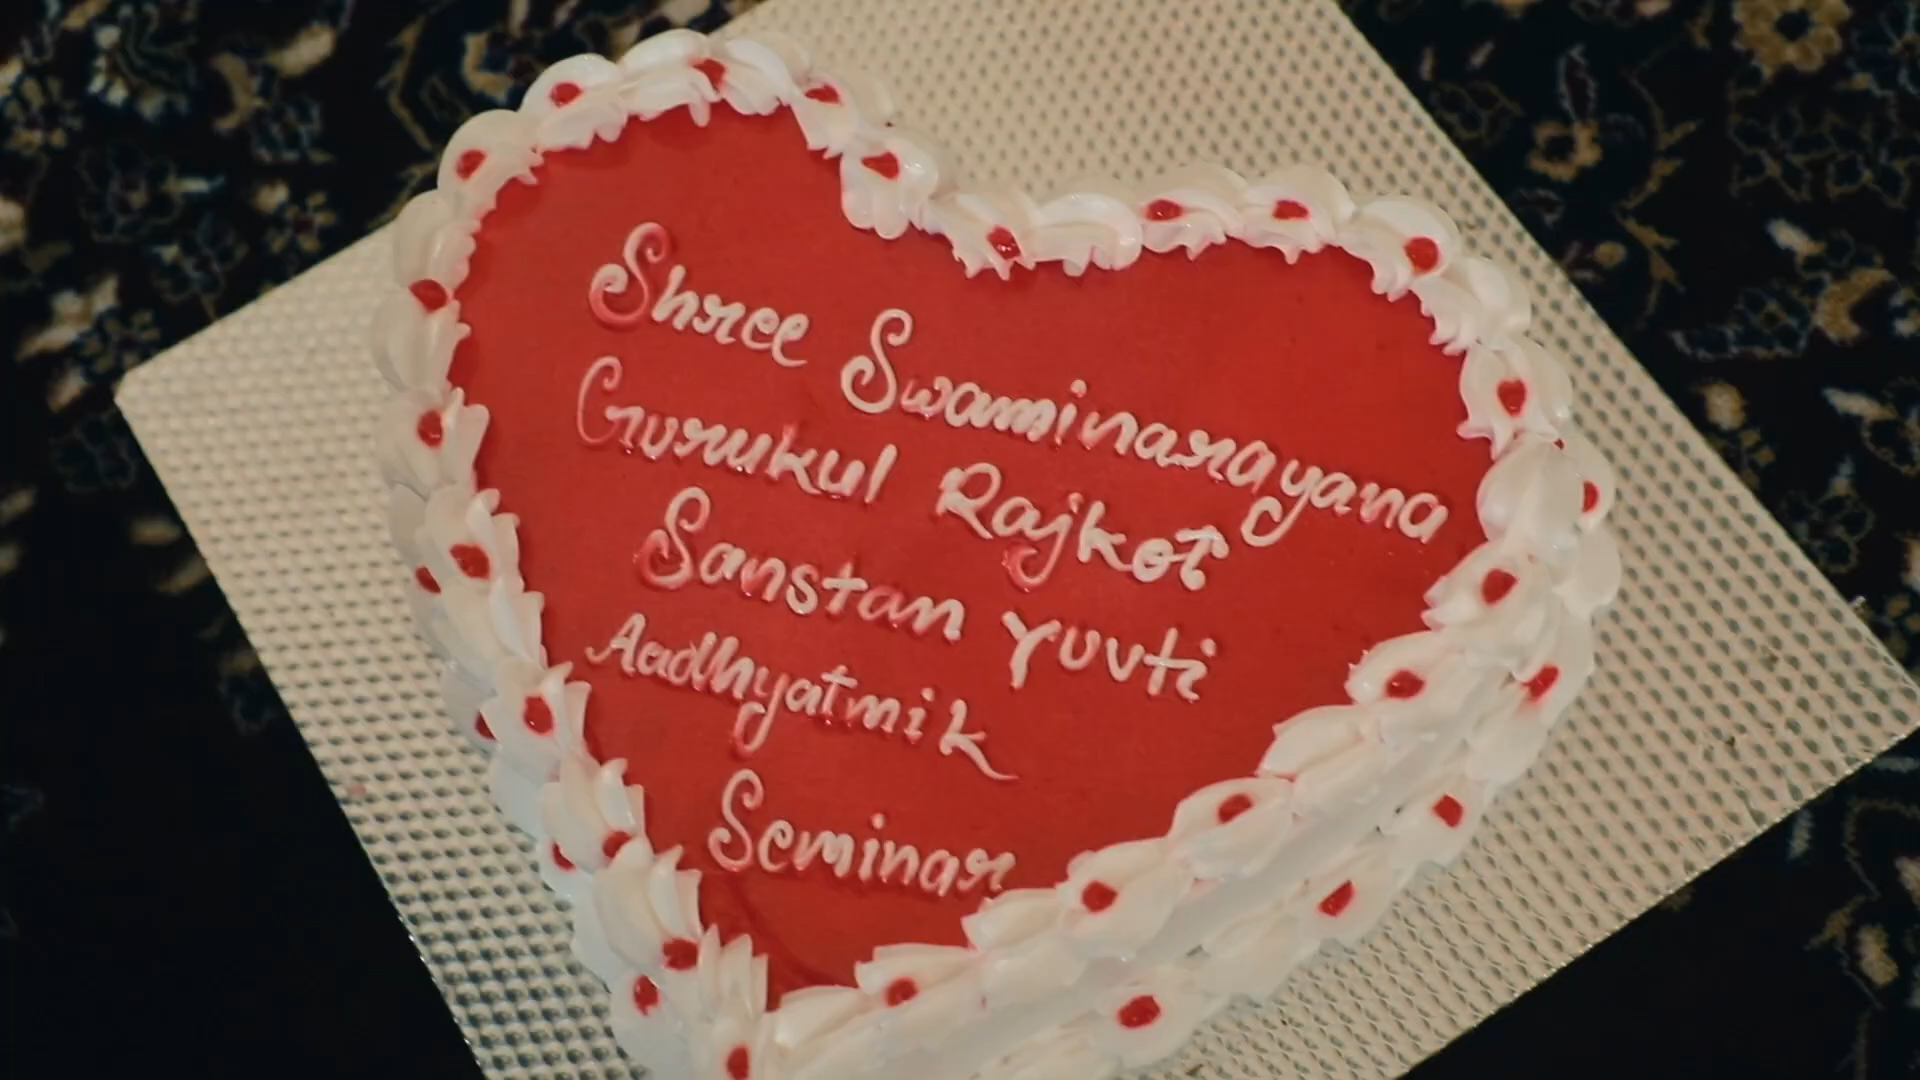 Shree Swaminarayana
Gurukul Rajkot
Sanstan Yuvti
Aadhyatmik
Seminar